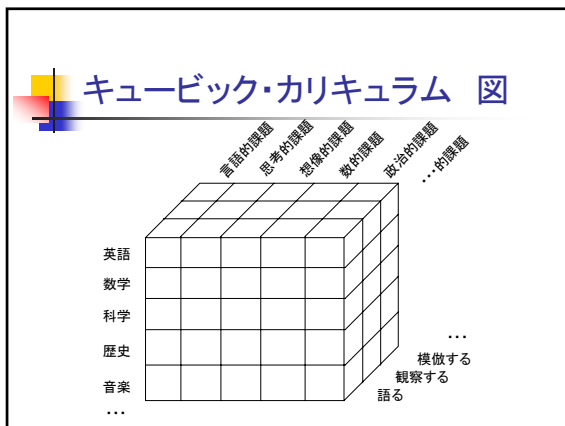 キュービック・カリキュラム　図
言語的課題
思考的課題
想像的課題
数的課題
政治的課題
…的課題
英語
数学
科学
歴史
音楽
…
…
模倣する
観察する
語る